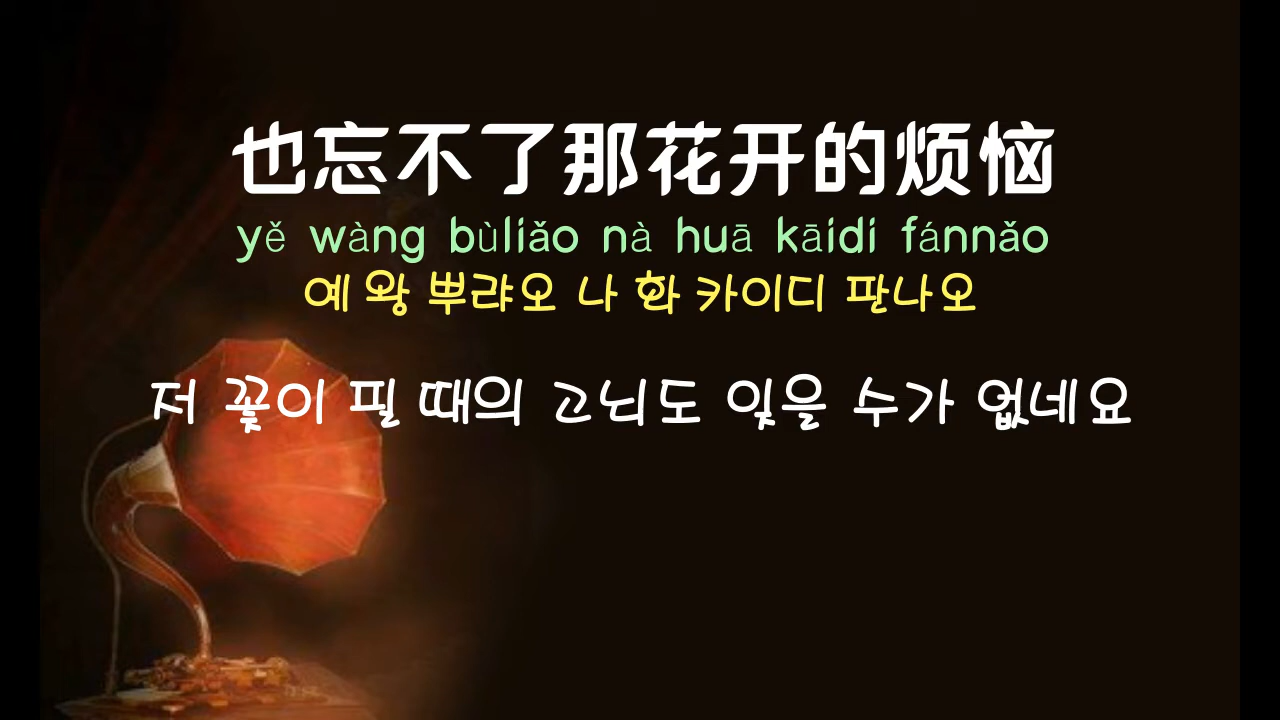 也忘不了那花开的烦恼
yě wàng bùliǎo nà huā kāidí fánnǎo
예 왕 뿌랴오 나 화 카이디 판나오
저 꽃이 필 때의 고뇌도 잊을 수가 없네요